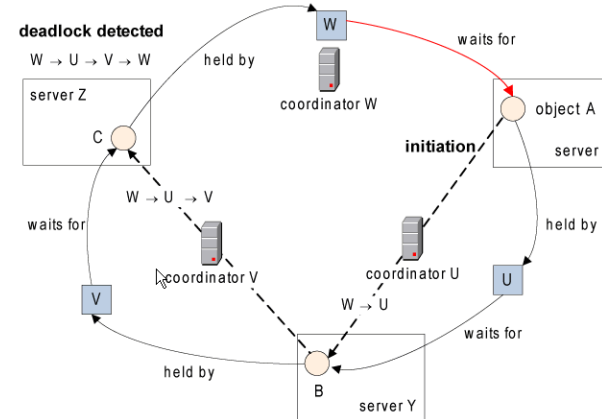 deadlock detected
W → U → V → W
server Z
C
held by
W
coordinator W
waits for
object A
server
initiation
W → U → V
waits for
coordinator V
coordinator U
held by
V
U
W → U
waits for
held by
B
server Y